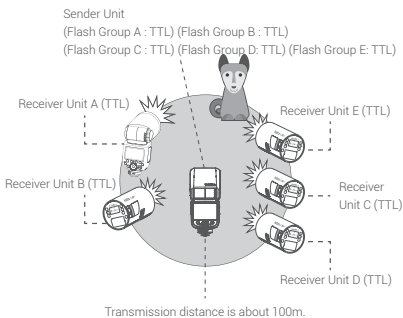 Sender Unit
(Flash Group A : TTL) (Flash Group B : TTL)
(Flash Group C : TTL) (Flash Group D: TTL) (Flash Group E: TTL)
Receiver Unit A (TTL)
Receiver Unit E (TTL)
Receiver Unit B (TTL)
Receiver
Unit C (TTL)
Receiver Unit D (TTL)
Transmission distance is about 100m.